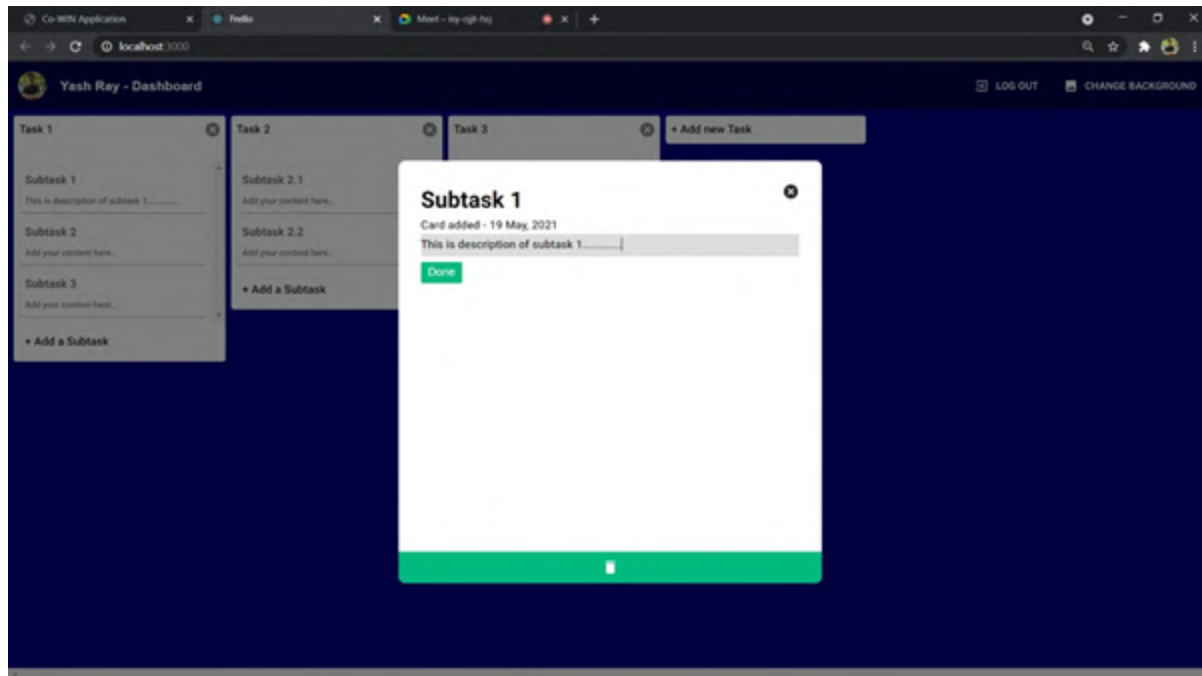 Co-WIN Application
Feello
Meet -
localhost:3000
Yash Ray - Dashboard
LOG OUT
CHANGE BACKGROUND
Task 1
Task 2
Task 3
+ Add new Task
Subtask 1
This is description of subtask 1.............
Subtask 2
Add your content here..
Subtask 3
Add your content here..
+ Add a Subtask
Subtask 2.1
Add your content here..
Subtask 2.2
Add your content here..
+ Add a Subtask
Subtask 1
Card added - 19 May, 2021
This is description of subtask 1.............
Done